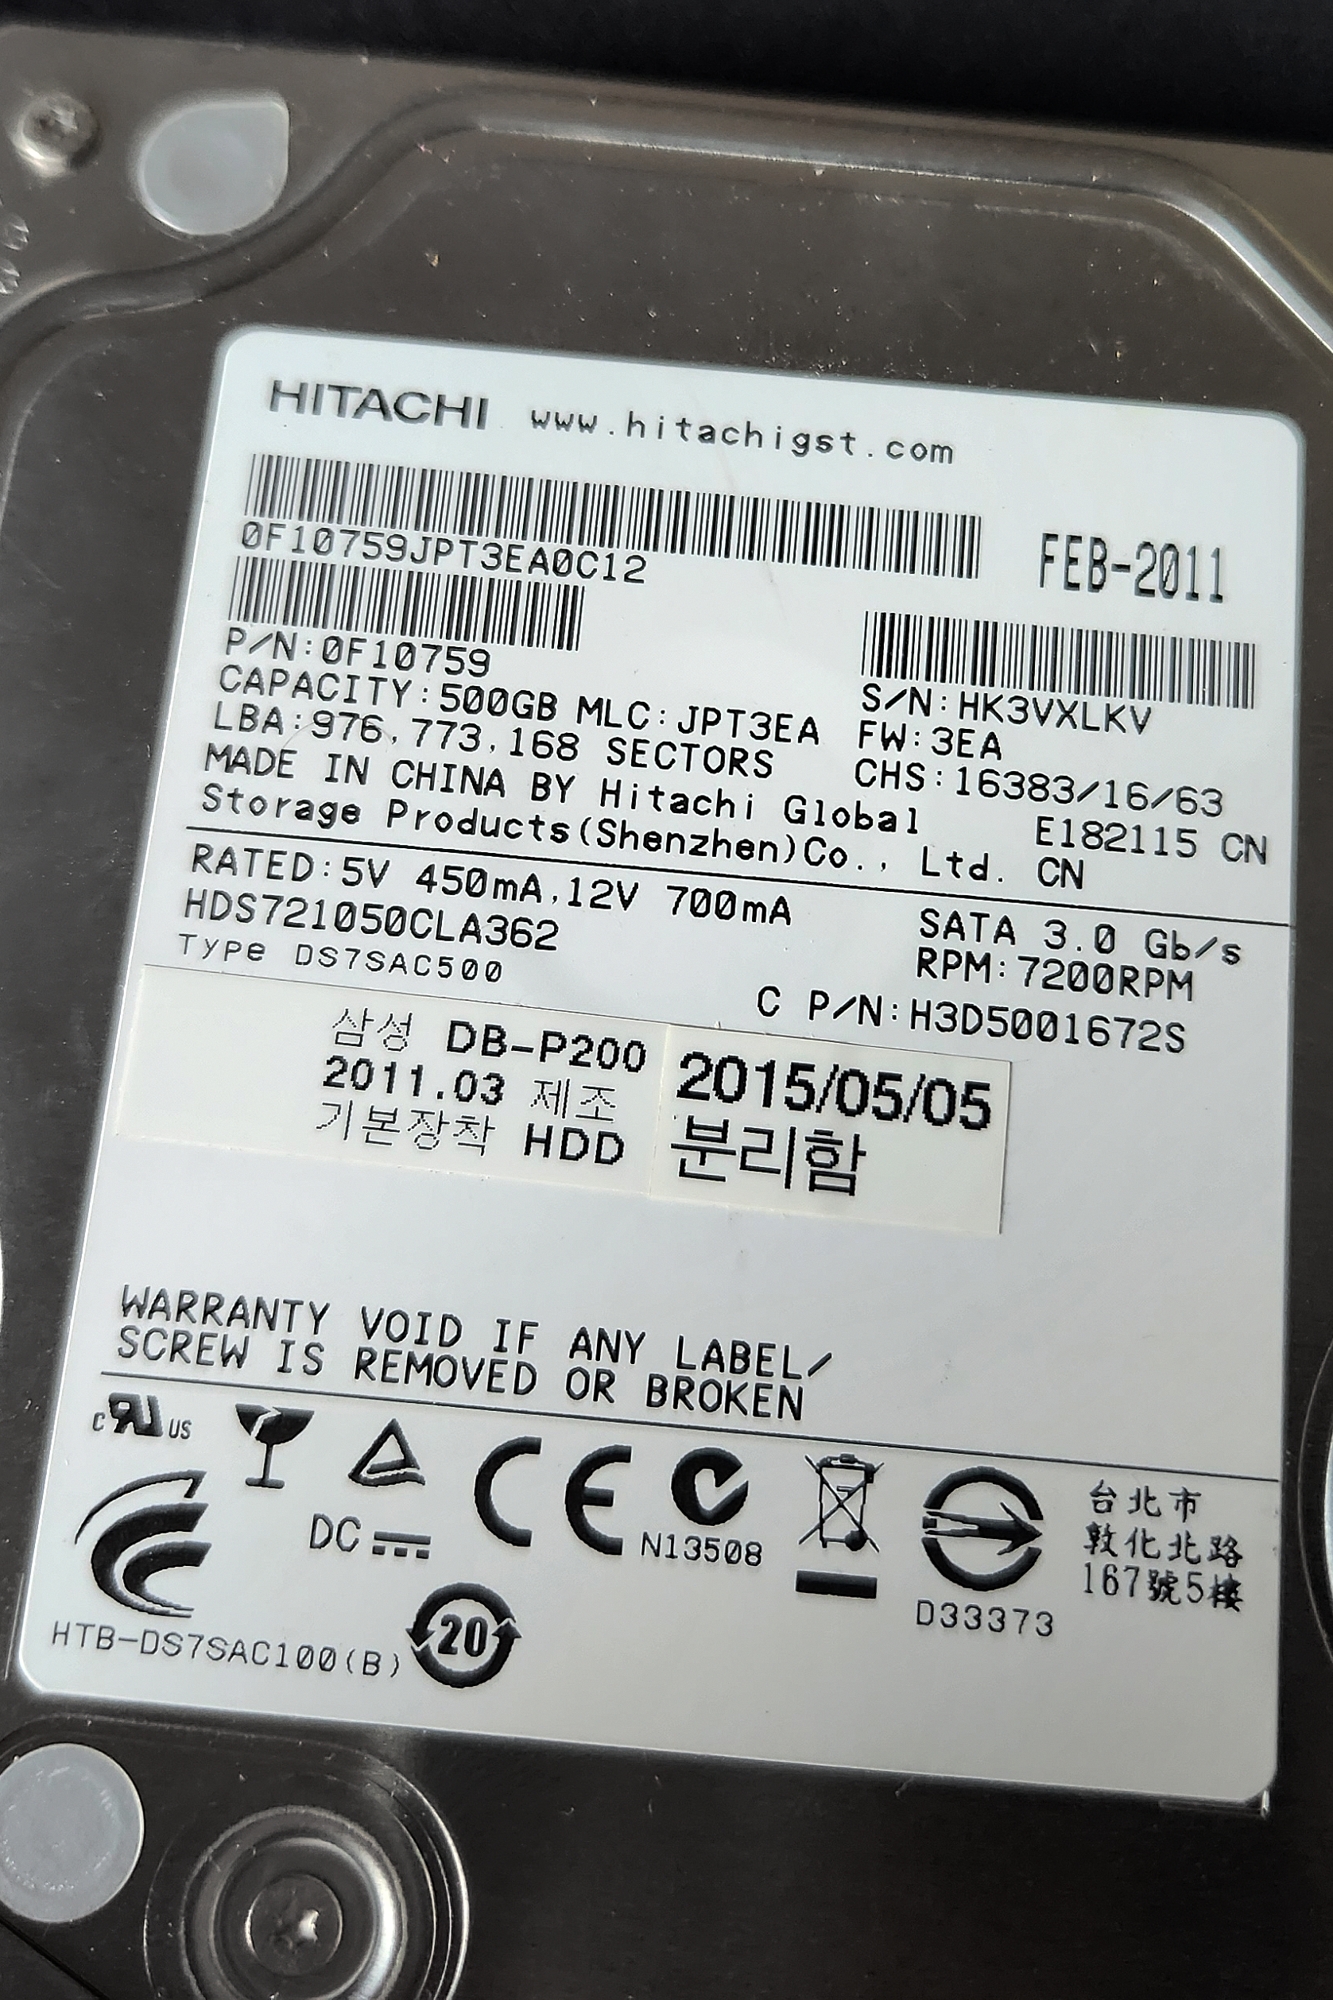 HITACHI www.hitachigst.com
0F10759JPT3EA0C12
FEB-2011
P/N:0F10759
S/N:HK3VXLKV
CAPACITY:500GB MLC:JPT3EA
FW:3EA
LBA:976,773,168 SECTORS
CHS:16383/16/63
MADE IN CHINA BY Hitachi Global
E182115 CN
Storage Products(Shenzhen)Co., Ltd. CN
RATED:5V 450mA,12V 700mA
SATA 3.0 Gb/s
HDS721050CLA362
RPM:7200RPM
Type DS7SAC500
C P/N:H3D5001672S
삼성 DB-P200
2011.03 제조
기본장착 HDD
2015/05/05
분리함
WARRANTY VOID IF ANY LABEL/
SCREW IS REMOVED OR BROKEN
c RU US
DC
CE
N13508
D33373
台北市
敦化北路
167號5樓
HTB-DS7SAC100(B)
20